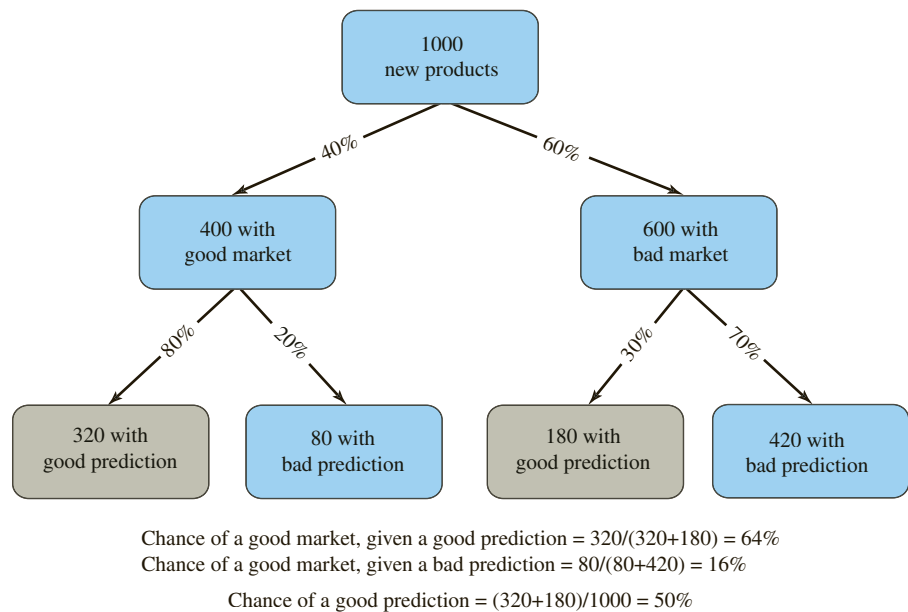 1000
new products
40%
60%
400 with
good market
600 with
bad market
80%
20%
30%
70%
320 with
good prediction
80 with
bad prediction
180 with
good prediction
420 with
bad prediction
Chance of a good market, given a good prediction = 320/(320+180) = 64%
Chance of a good market, given a bad prediction = 80/(80+420) = 16%
Chance of a good prediction = (320+180)/1000 = 50%